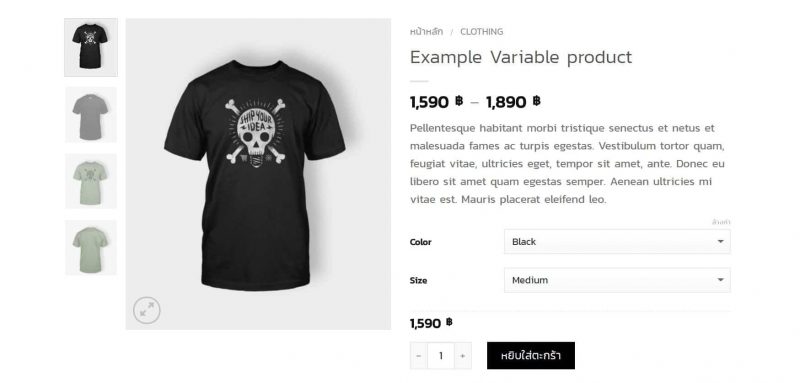 หน้าหลัก / CLOTHING
Example Variable product
1,590 ฿ – 1,890 ฿
Pellentesque habitant morbi tristique senectus et netus et
malesuada fames ac turpis egestas. Vestibulum tortor quam,
feugiat vitae, ultricies eget, tempor sit amet, ante. Donec eu
libero sit amet quam egestas semper. Aenean ultricies mi
vitae est. Mauris placerat eleifend leo.
ล้างค่า
Color Black
Size Medium
1,590 ฿
- 1 + หยิบใส่ตะกร้า
SHIP YOUR
IDEA